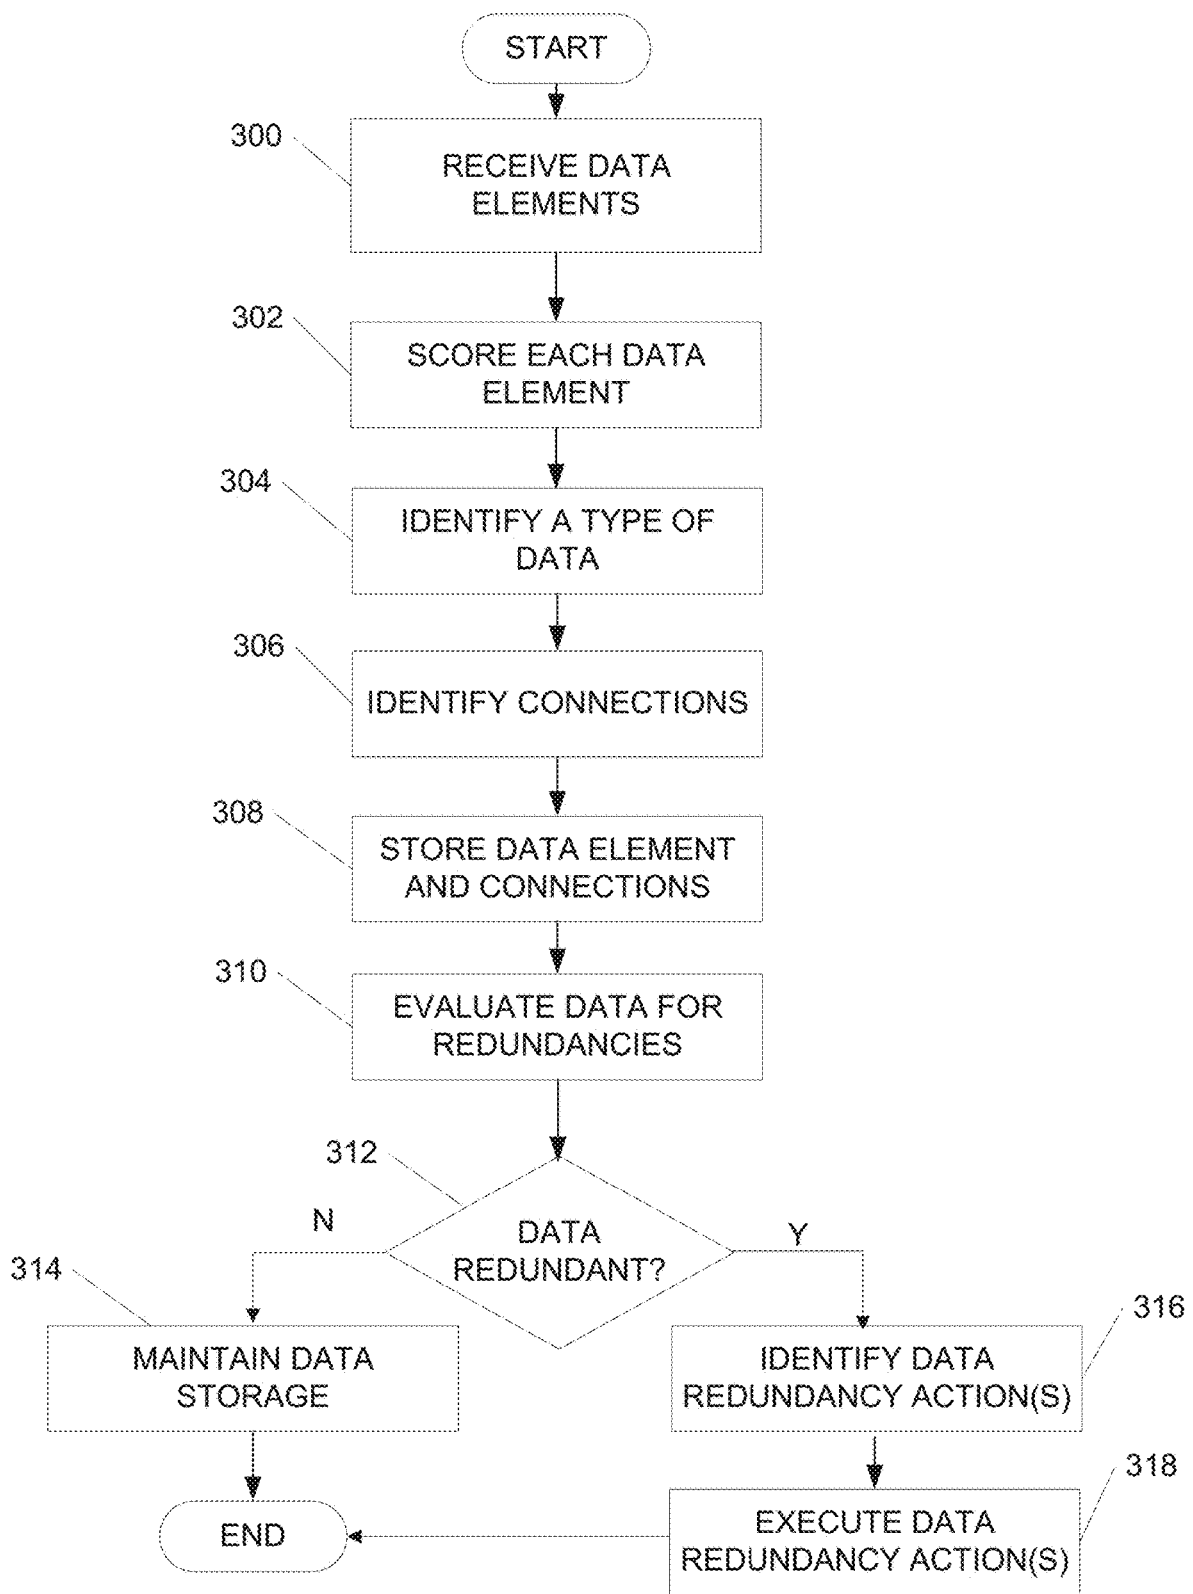 START
300
RECEIVE DATA
ELEMENTS
302
SCORE EACH DATA
ELEMENT
304
IDENTIFY A TYPE OF
DATA
306
IDENTIFY CONNECTIONS
308
STORE DATA ELEMENT
AND CONNECTIONS
310
EVALUATE DATA FOR
REDUNDANCIES
312
DATA
REDUNDANT?
N
Y
314
MAINTAIN DATA
STORAGE
316
IDENTIFY DATA
REDUNDANCY ACTION(S)
318
EXECUTE DATA
REDUNDANCY ACTION(S)
END